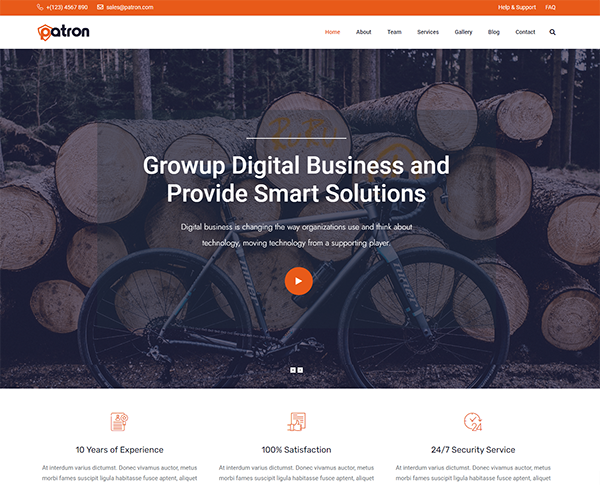 +(123) 4567 890 sales@patron.com Help & Support FAQ
patron Home About Team Services Gallery Blog Contact
Growup Digital Business and
Provide Smart Solutions
Digital business is changing the way organizations use and think about
technology, moving technology from a supporting player.
10 Years of Experience 100% Satisfaction 24/7 Security Service
At interdum varius dictumst. Donec vivamus auctor, metus At interdum varius dictumst. Donec vivamus auctor, metus At interdum varius dictumst. Donec vivamus auctor, metus
morbi fames suscipit ligula habitasse fusce aptent, aliquet morbi fames suscipit ligula habitasse fusce aptent, aliquet morbi fames suscipit ligula habitasse fusce aptent, aliquet